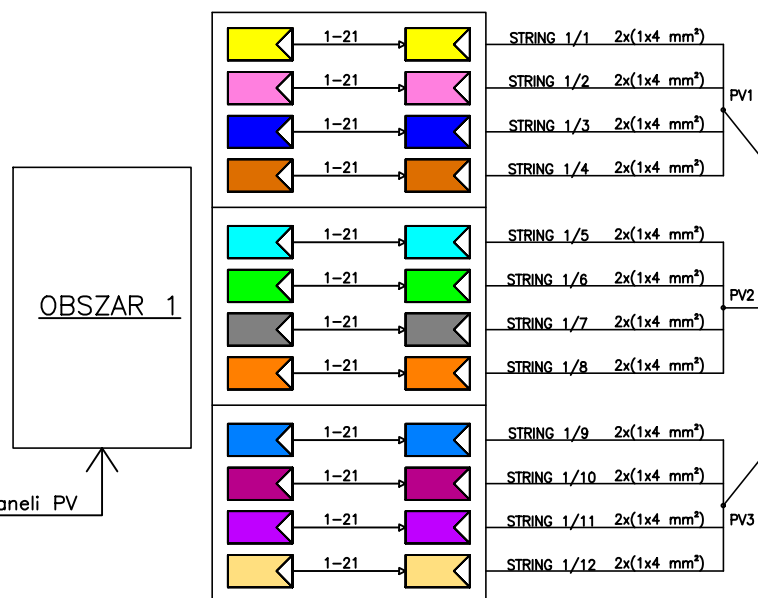 1-21 STRING 1/1 2x(1x4 mm²)
1-21 STRING 1/2 2x(1x4 mm²)
PV1
1-21 STRING 1/3 2x(1x4 mm²)
1-21 STRING 1/4 2x(1x4 mm²)
1-21 STRING 1/5 2x(1x4 mm²)
1-21 STRING 1/6 2x(1x4 mm²)
PV2
OBSZAR 1
1-21 STRING 1/7 2x(1x4 mm²)
1-21 STRING 1/8 2x(1x4 mm²)
1-21 STRING 1/9 2x(1x4 mm²)
1-21 STRING 1/10 2x(1x4 mm²)
aneli PV
1-21 STRING 1/11 2x(1x4 mm²)
PV3
1-21 STRING 1/12 2x(1x4 mm²)